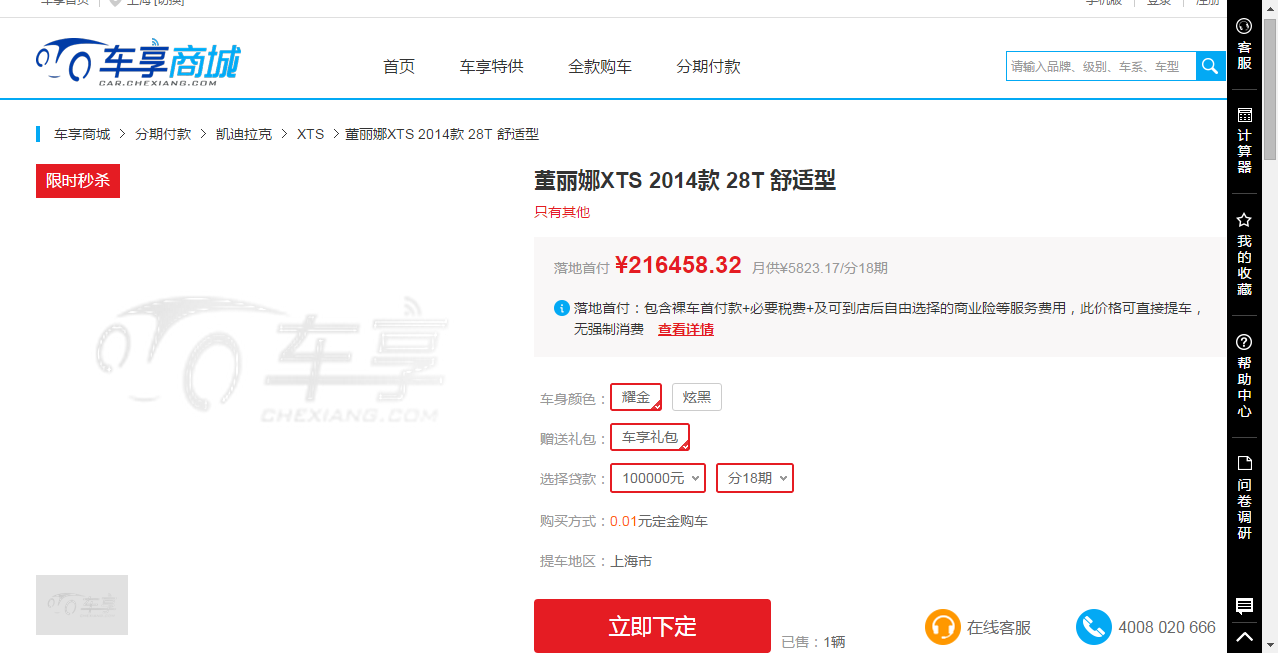 车享首页 上海 [切换] 手机版 登录 注册
车享商城 首页 车享特供 全款购车 分期付款 请输入品牌、级别、车系、车型
CAR.CHEXIANG.COM
车享商城 > 分期付款 > 凯迪拉克 > XTS > 董丽娜XTS 2014款 28T 舒适型
限时秒杀
董丽娜XTS 2014款 28T 舒适型
只有其他
落地首付 ¥216458.32 月供¥5823.17/分18期
落地首付：包含裸车首付款+必要税费+及可到店后自由选择的商业险等服务费用，此价格可直接提车，
无强制消费 查看详情
车享
CHEXIANG.COM
车身颜色： 耀金 炫黑
赠送礼包： 车享礼包
选择贷款： 100000元 分18期
购买方式：0.01元定金购车
提车地区：上海市
车享
立即下定 已售：1辆 在线客服 4008 020 666
客服
计算器
我的收藏
帮助中心
问卷调研